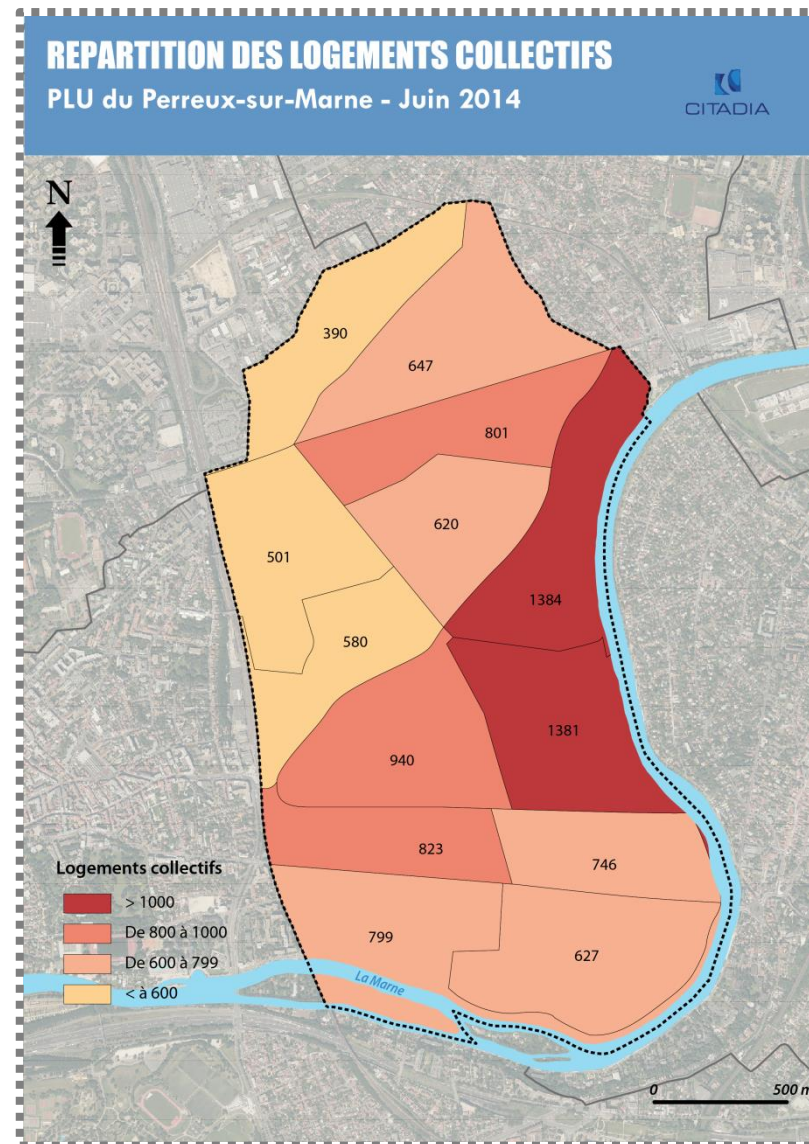 REPARTITION DES LOGEMENTS COLLECTIFS
PLU du Perreux-sur-Marne - Juin 2014
CITADIA
N
390
647
801
620
501
1384
580
1381
940
823
746
799
627
Logements collectifs
> 1000
De 800 à 1000
De 600 à 799
< à 600
La Marne
0 500 m